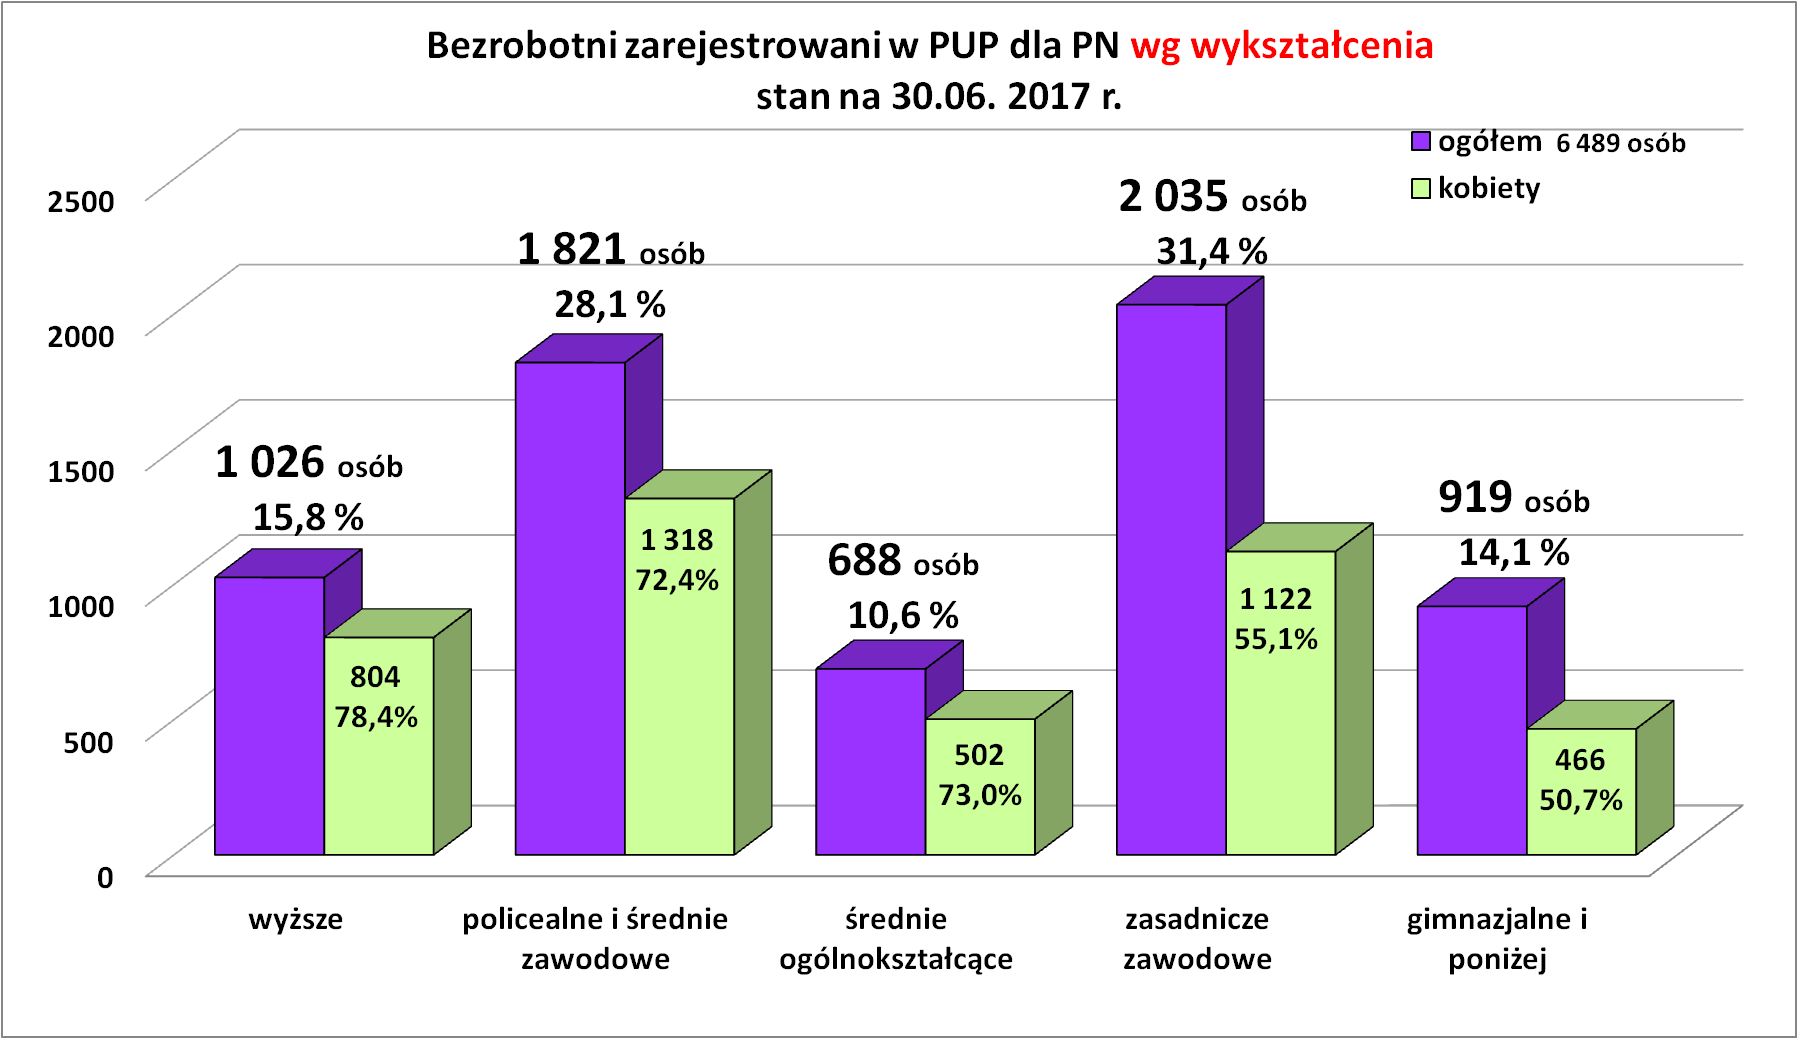 Bezrobotni zarejestrowani w PUP dla PN wg wykształcenia
stan na 30.06. 2017 r.
ogółem 6 489 osób
kobiety
2500
2000
1500
1000
500
0
1 026 osób
15,8 %
804
78,4%
1 821 osób
28,1 %
1 318
72,4%
688 osób
10,6 %
502
73,0%
2 035 osób
31,4 %
1 122
55,1%
919 osób
14,1 %
466
50,7%
wyższe
policealne i średnie
zawodowe
średnie
ogólnokształcące
zasadnicze
zawodowe
gimnazjalne i
poniżej